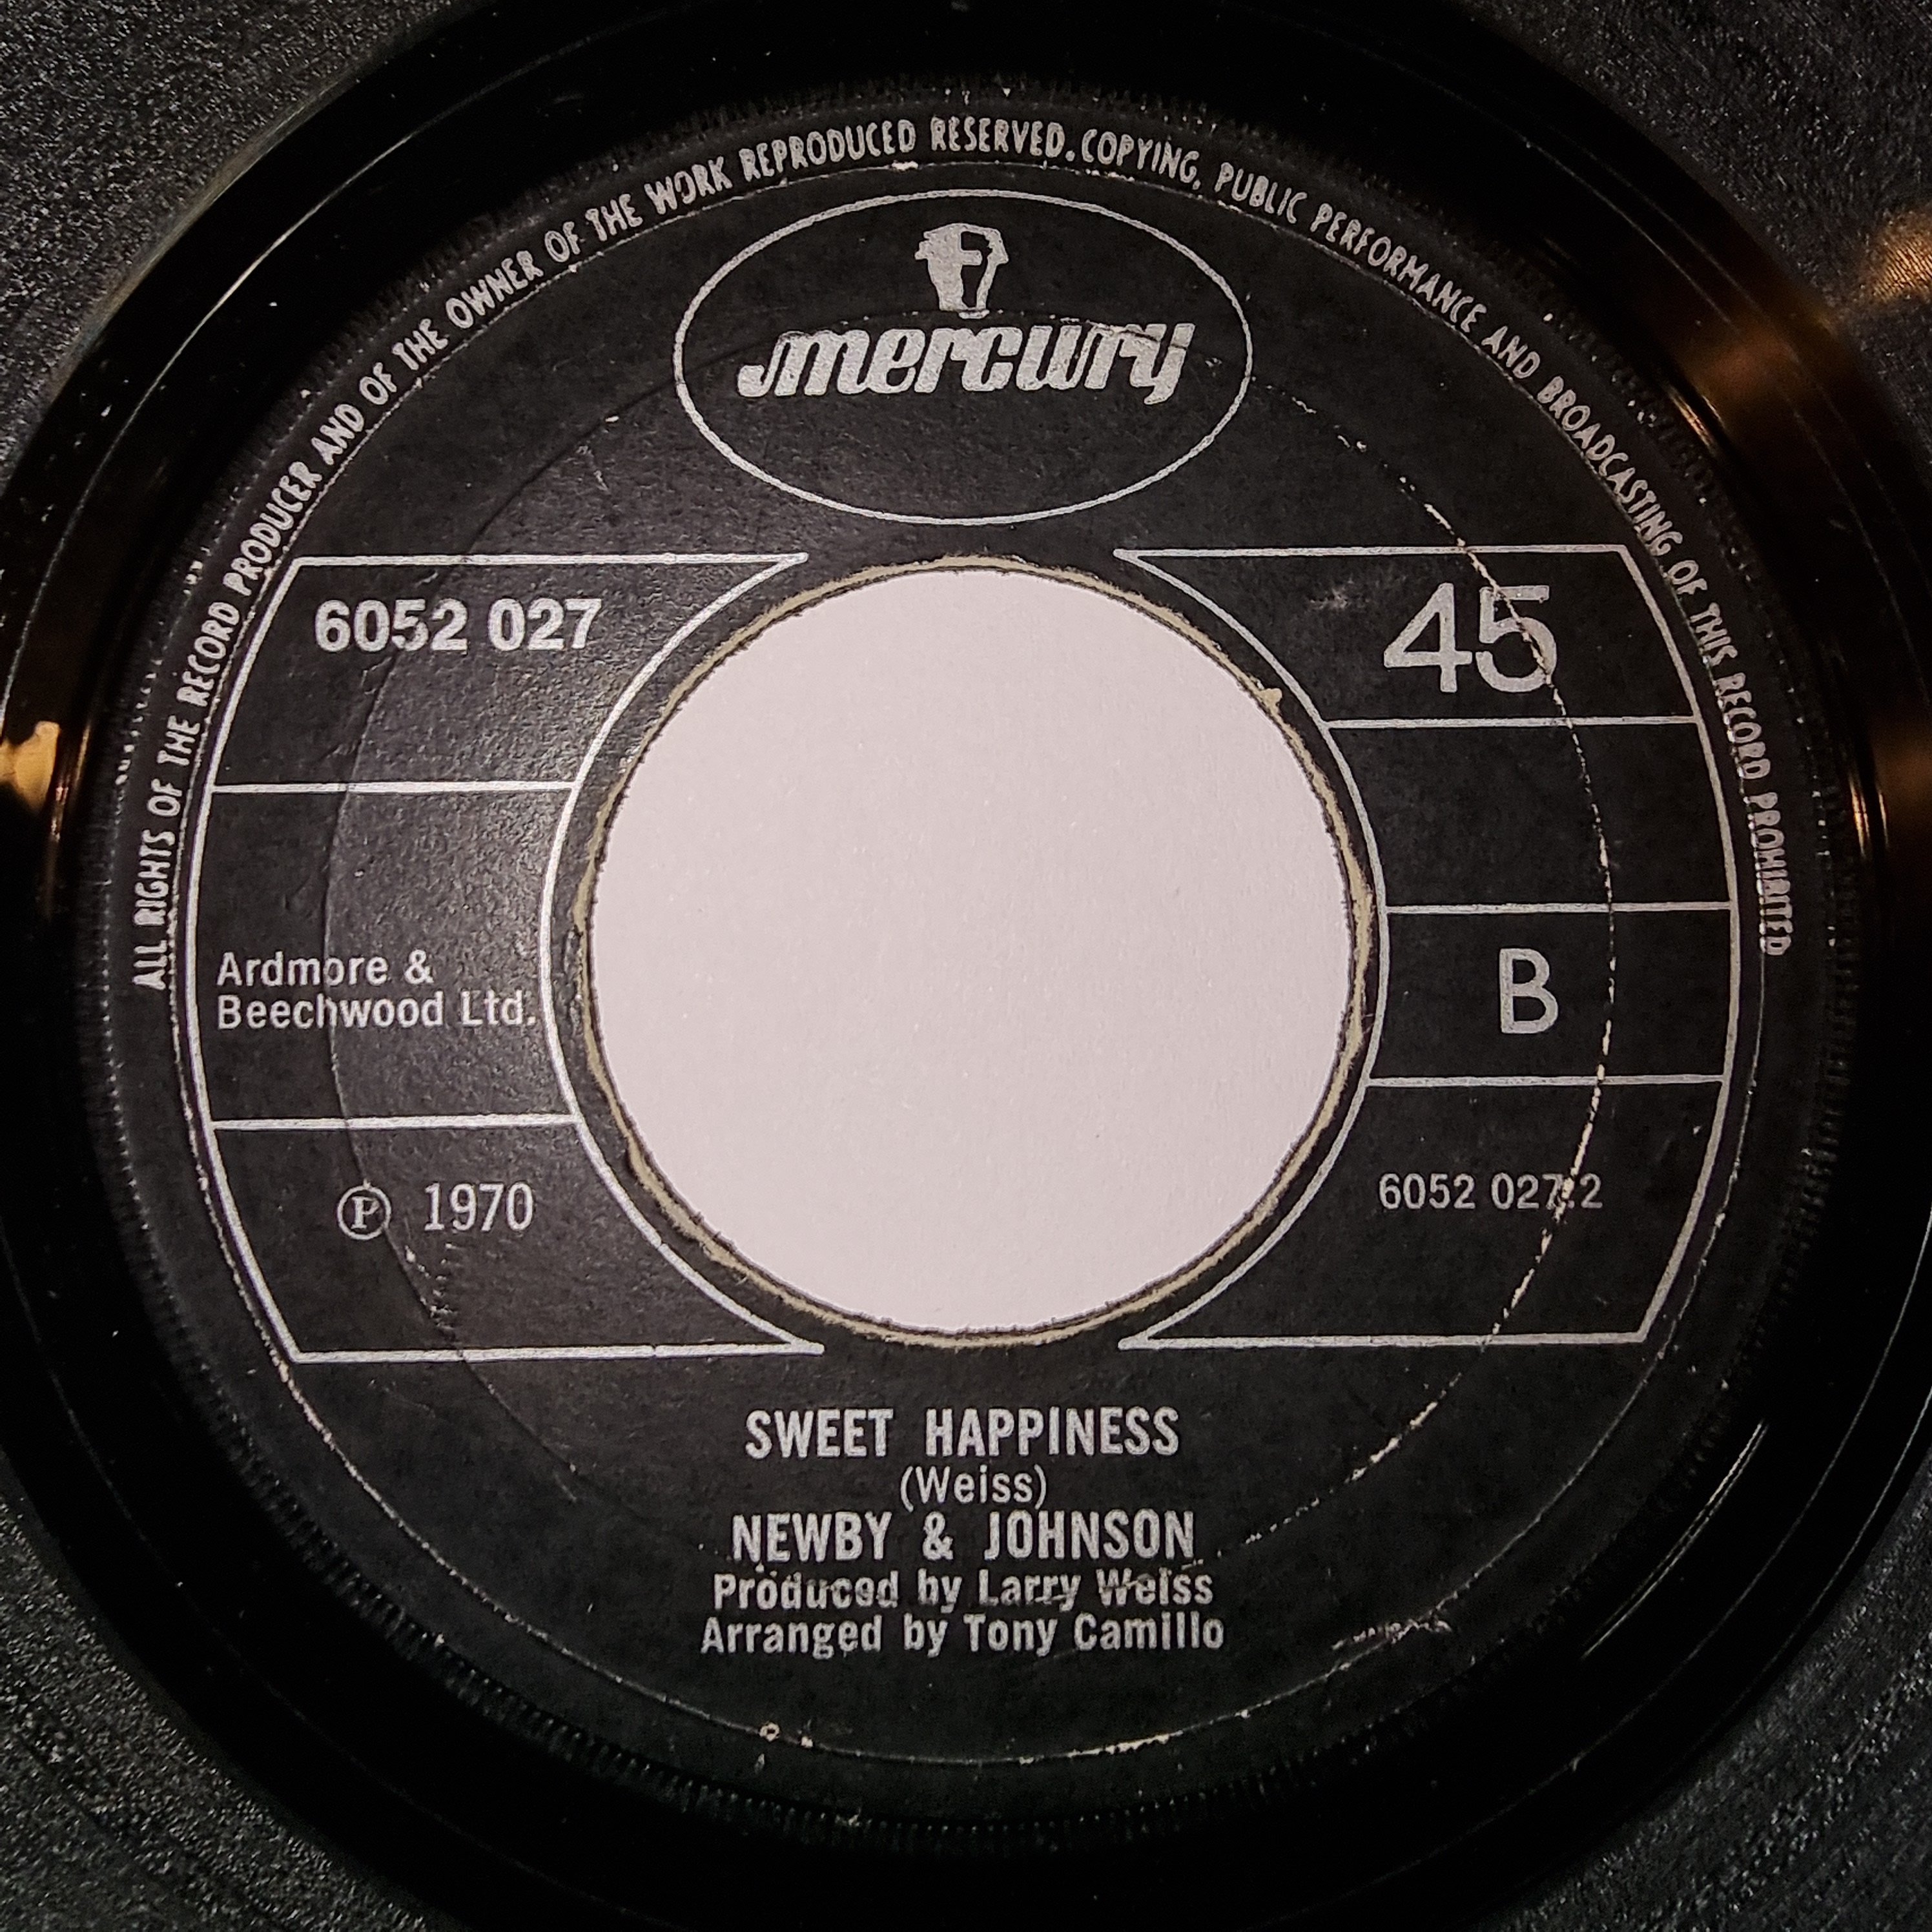 ALL RIGHTS OF THE RECORD PRODUCER AND OF THE OWNER OF THE WORK REPRODUCED RESERVED. COPYING, PUBLIC PERFORMANCE AND BROADCASTING OF THIS RECORD PROHIBITED
mercury
6052 027
45
Ardmore &
Beechwood Ltd.
B
Ⓟ 1970
6052 027.2
SWEET HAPPINESS
(Weiss)
NEWBY & JOHNSON
Produced by Larry Weiss
Arranged by Tony Camillo